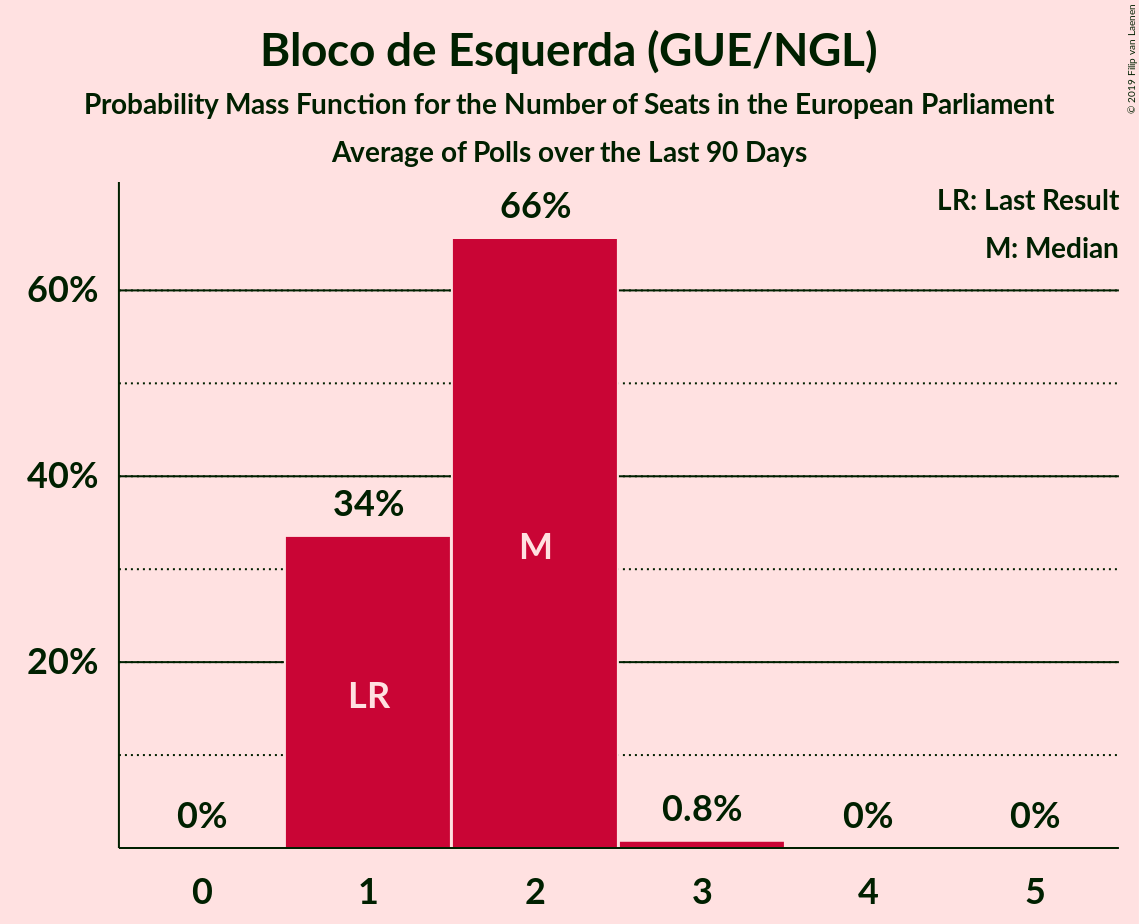 Bloco de Esquerda (GUE/NGL)
Probability Mass Function for the Number of Seats in the European Parliament
Average of Polls over the Last 90 Days
© 2019 Filip van Laenen
LR: Last Result
M: Median
66%
60%
40%
34%
M
20%
LR
0%
0.8%
0%
0%
0 1 2 3 4 5